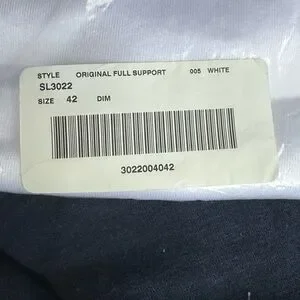 STYLE ORIGINAL FULL SUPPORT 005 WHITE
SL3022
SIZE 42 DIM
3022004042